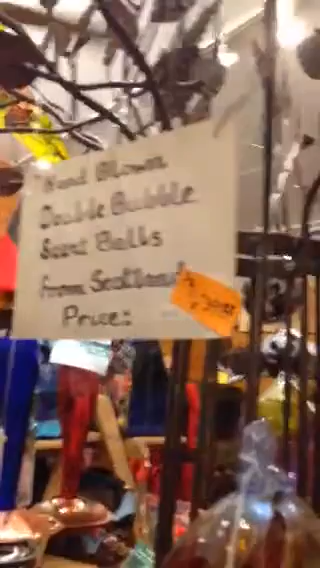 Hand Blown
Double Bubble
Scent Balls
from Scotland
Price: